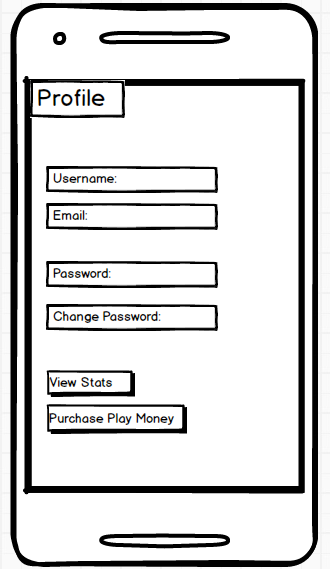 Profile
Username:
Email:
Password:
Change Password:
View Stats
Purchase Play Money